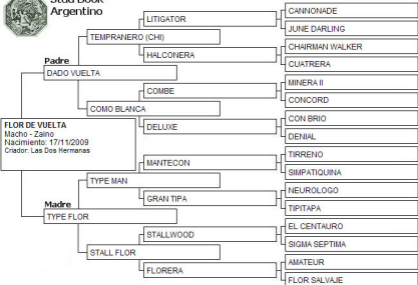 Stud Book
Argentino
FLOR DE VUELTA
Macho - Zaino
Nacimiento: 17/11/2009
Criador: Las Dos Hermanas
Padre
DADO VUELTA
Madre
TYPE FLOR
TEMPRANERO (CHI)
COMO BLANCA
TYPE MAN
STALL FLOR
LITIGATOR
HALCONERA
COMBE
DELUXE
MANTECON
GRAN TIPA
STALLWOOD
FLORERA
CANNONADE
JUNE DARLING
CHAIRMAN WALKER
CUATRERA
MINERA II
CONCORD
CON BRIO
DENIAL
TIRRENO
SIMPATIQUINA
NEUROLOGO
TIPITAPA
EL CENTAURO
SIGMA SEPTIMA
AMATEUR
FLOR SALVAJE